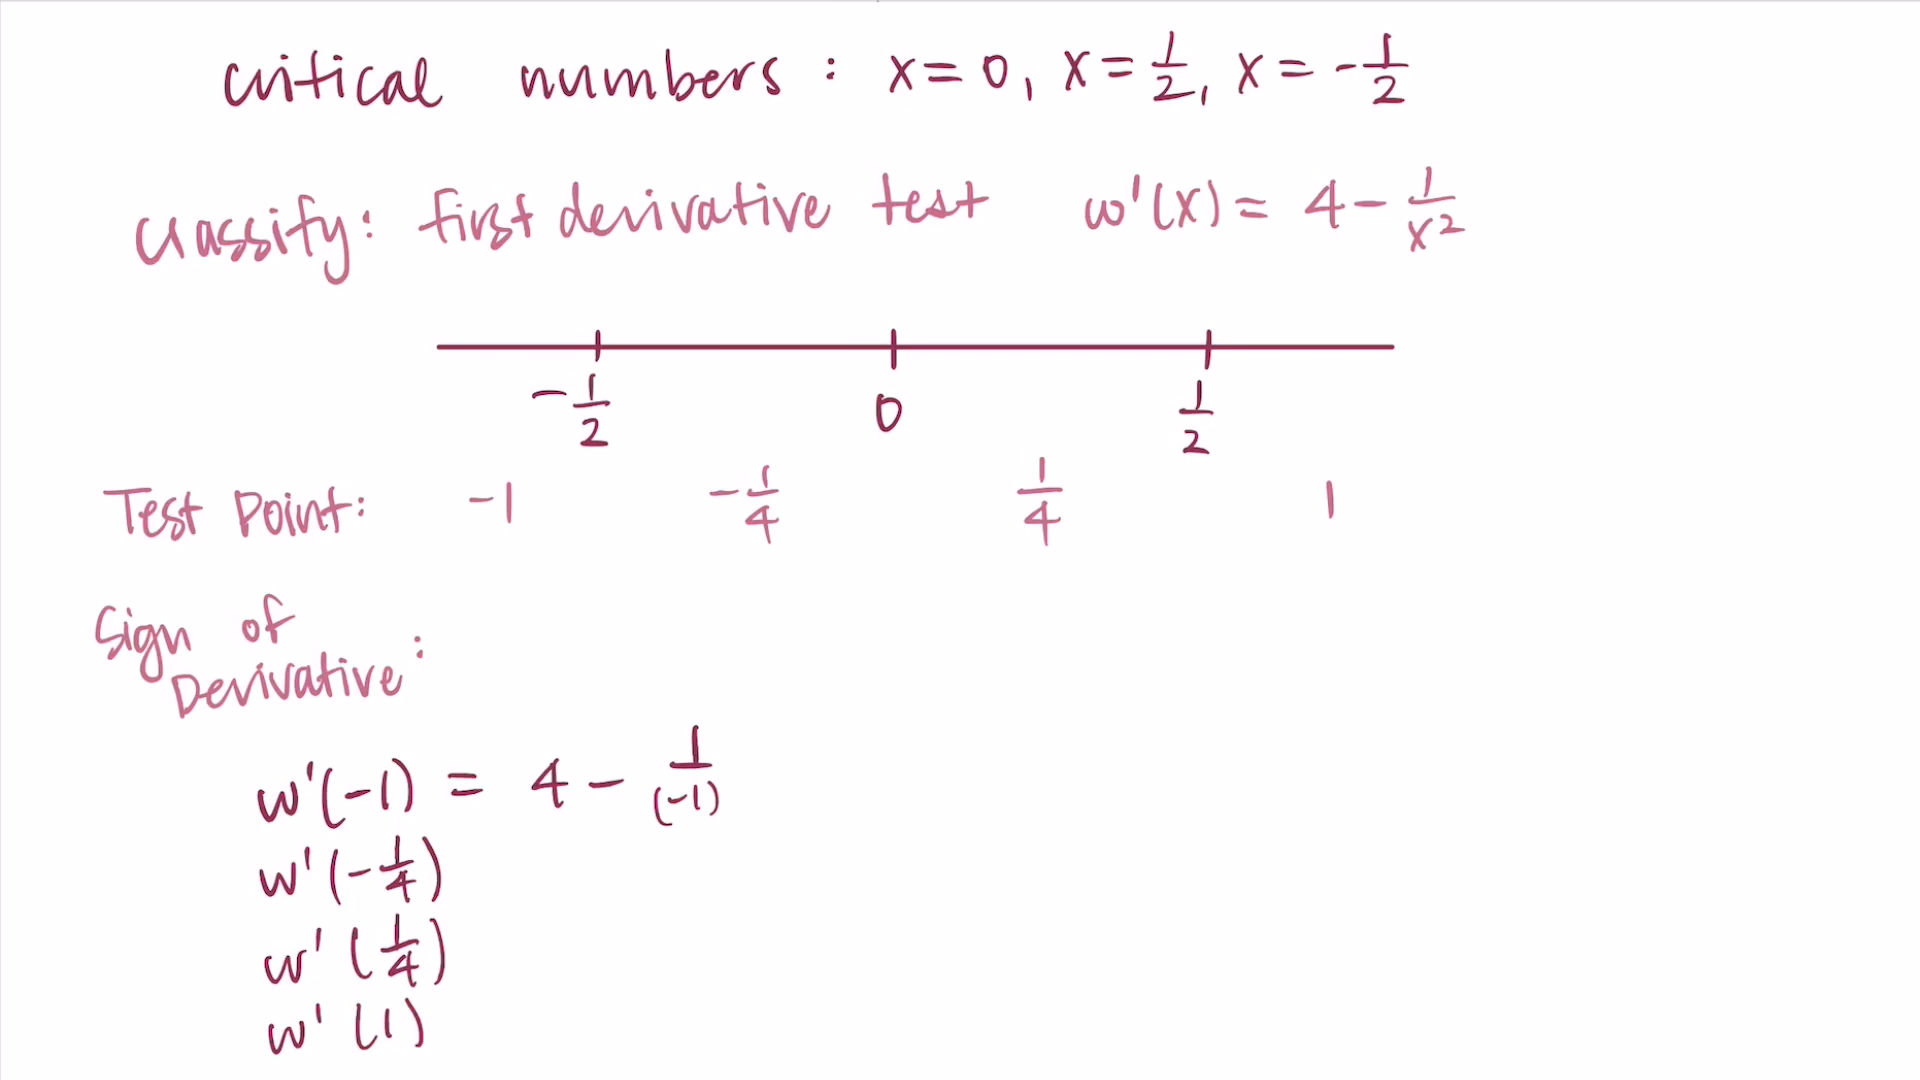 critical numbers : x = 0, x = 1/2, x = -1/2
classify: first derivative test w'(x) = 4 - 1/x²
-1/2 0 1/2
Test Point: -1 -1/4 1/4 1
Sign of
Derivative:
w'(-1) = 4 - 1/(-1)
w'(-1/4)
w'(1/4)
w'(1)